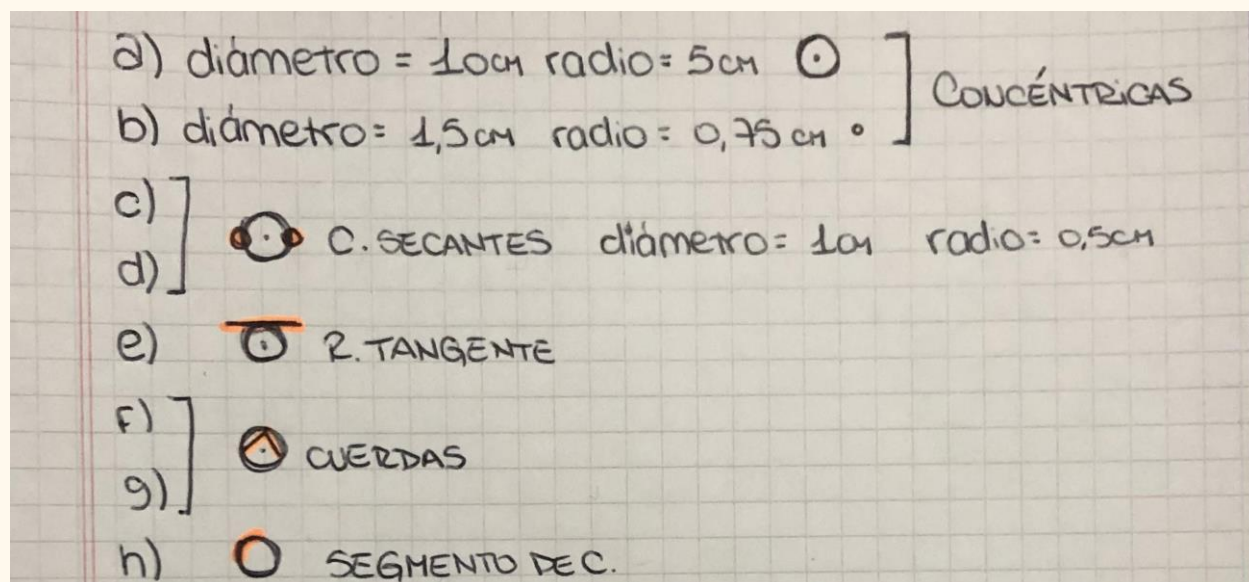 a) diámetro = 10cm radio = 5cm
b) diámetro = 1,5cm radio = 0,75 cm
CONCÉNTRICAS
c)
d)
C. SECANTES diámetro = 1cm radio = 0,5cm
e) R. TANGENTE
f)
g)
CUERDAS
h) SEGMENTO DE C.